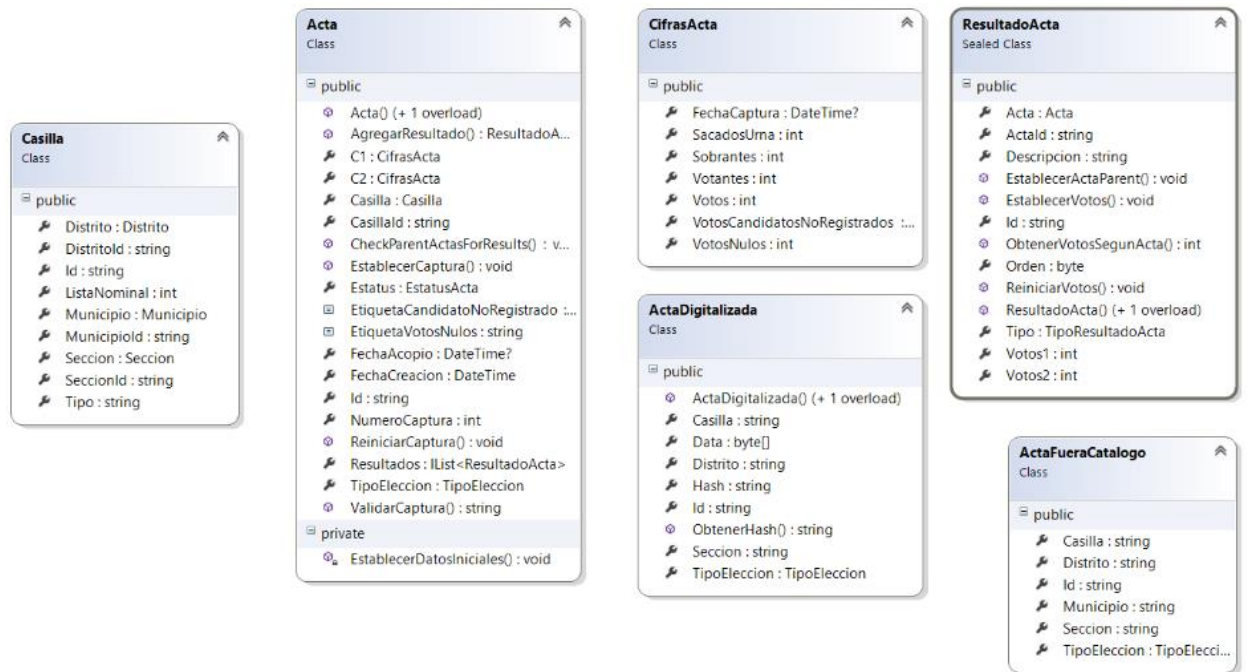 Casilla
Class
public
Distrito : Distrito
DistritoId : string
Id : string
ListaNominal : int
Municipio : Municipio
MunicipioId : string
Seccion : Seccion
SeccionId : string
Tipo : string
Acta
Class
public
Acta() (+ 1 overload)
AgregarResultado() : ResultadoA...
C1 : CifrasActa
C2 : CifrasActa
Casilla : Casilla
CasillaId : string
CheckParentActasForResults() : v...
EstablecerCaptura() : void
Estatus : EstatusActa
EtiquetaCandidatoNoRegistrado :...
EtiquetaVotosNulos : string
FechaAcopio : DateTime?
FechaCreacion : DateTime
Id : string
NumeroCaptura : int
ReiniciarCaptura() : void
Resultados : IList<ResultadoActa>
TipoEleccion : TipoEleccion
ValidarCaptura() : string
private
EstablecerDatosIniciales() : void
CifrasActa
Class
public
FechaCaptura : DateTime?
SacadosUrna : int
Sobrantes : int
Votantes : int
Votos : int
VotosCandidatosNoRegistrados :...
VotosNulos : int
ActaDigitalizada
Class
public
ActaDigitalizada() (+ 1 overload)
Casilla : string
Data : byte[]
Distrito : string
Hash : string
Id : string
ObtenerHash() : string
Seccion : string
TipoEleccion : TipoEleccion
ResultadoActa
Sealed Class
public
Acta : Acta
ActaId : string
Descripcion : string
EstablecerActaParent() : void
EstablecerVotos() : void
Id : string
ObtenerVotosSegunActa() : int
Orden : byte
ReiniciarVotos() : void
ResultadoActa() (+ 1 overload)
Tipo : TipoResultadoActa
Votos1 : int
Votos2 : int
ActaFueraCatalogo
Class
public
Casilla : string
Distrito : string
Id : string
Municipio : string
Seccion : string
TipoEleccion : TipoElecci...